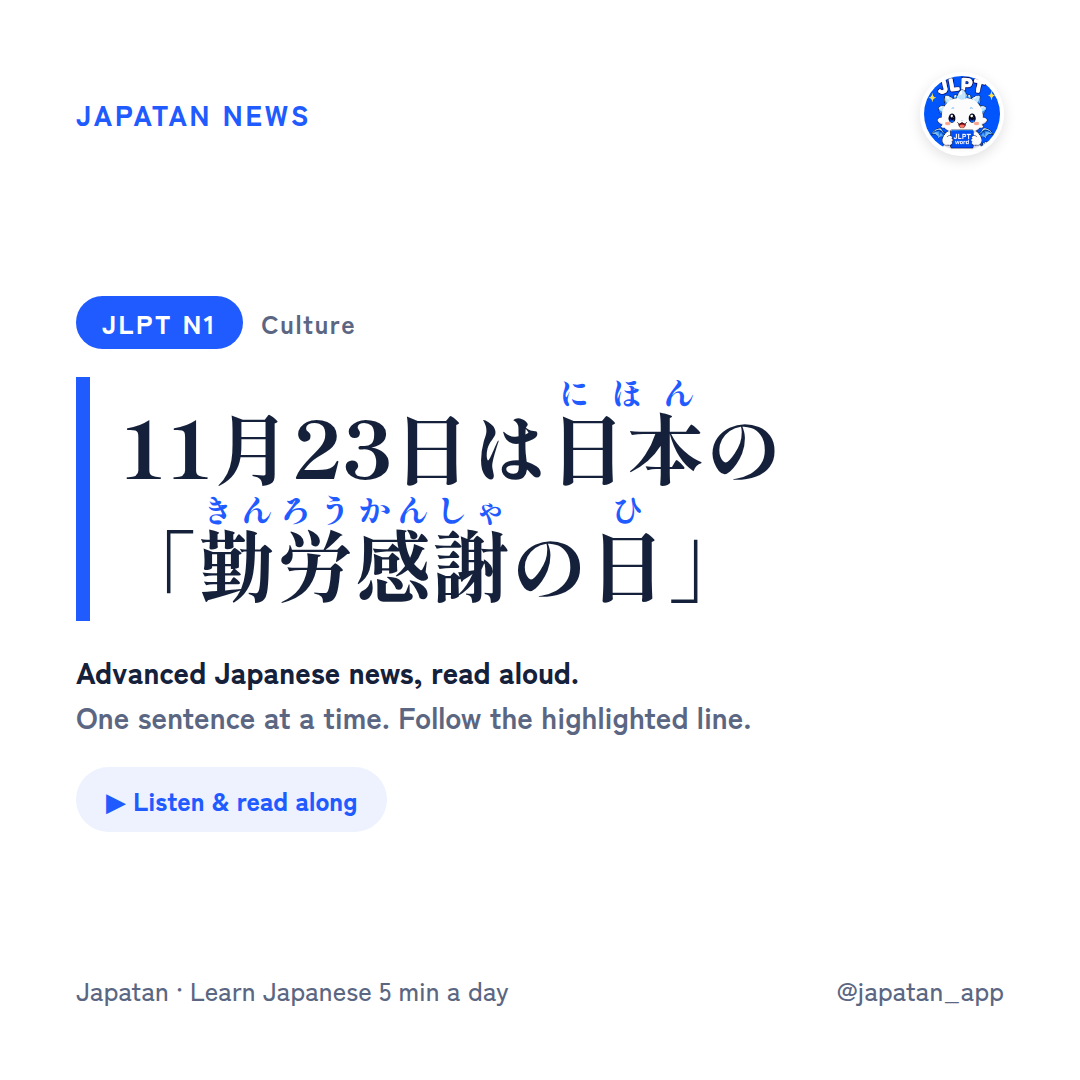 JAPATAN NEWS
JLPT
JLPT
word
JLPT N1 Culture
にほん
11月23日は日本の
きんろうかんしゃ ひ
「勤労感謝の日」
Advanced Japanese news, read aloud.
One sentence at a time. Follow the highlighted line.
▶ Listen & read along
Japatan · Learn Japanese 5 min a day
@japatan_app